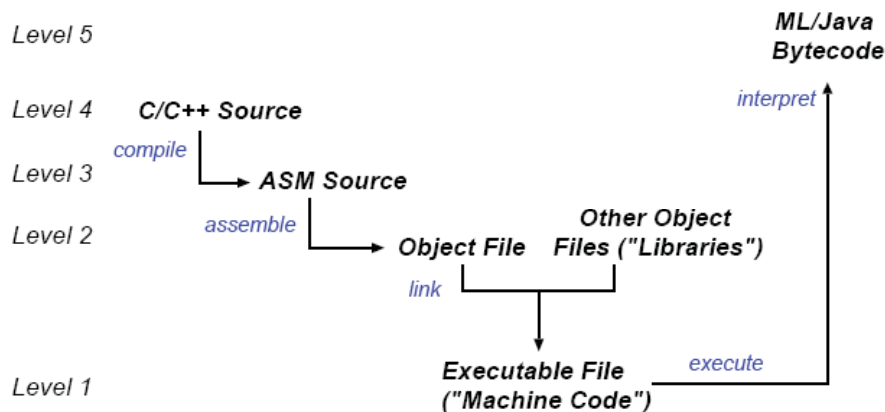 Level 5
ML/Java
Bytecode
Level 4
C/C++ Source
interpret
compile
Level 3
ASM Source
assemble
Level 2
Object File
Other Object
Files ("Libraries")
link
Level 1
Executable File
("Machine Code")
execute